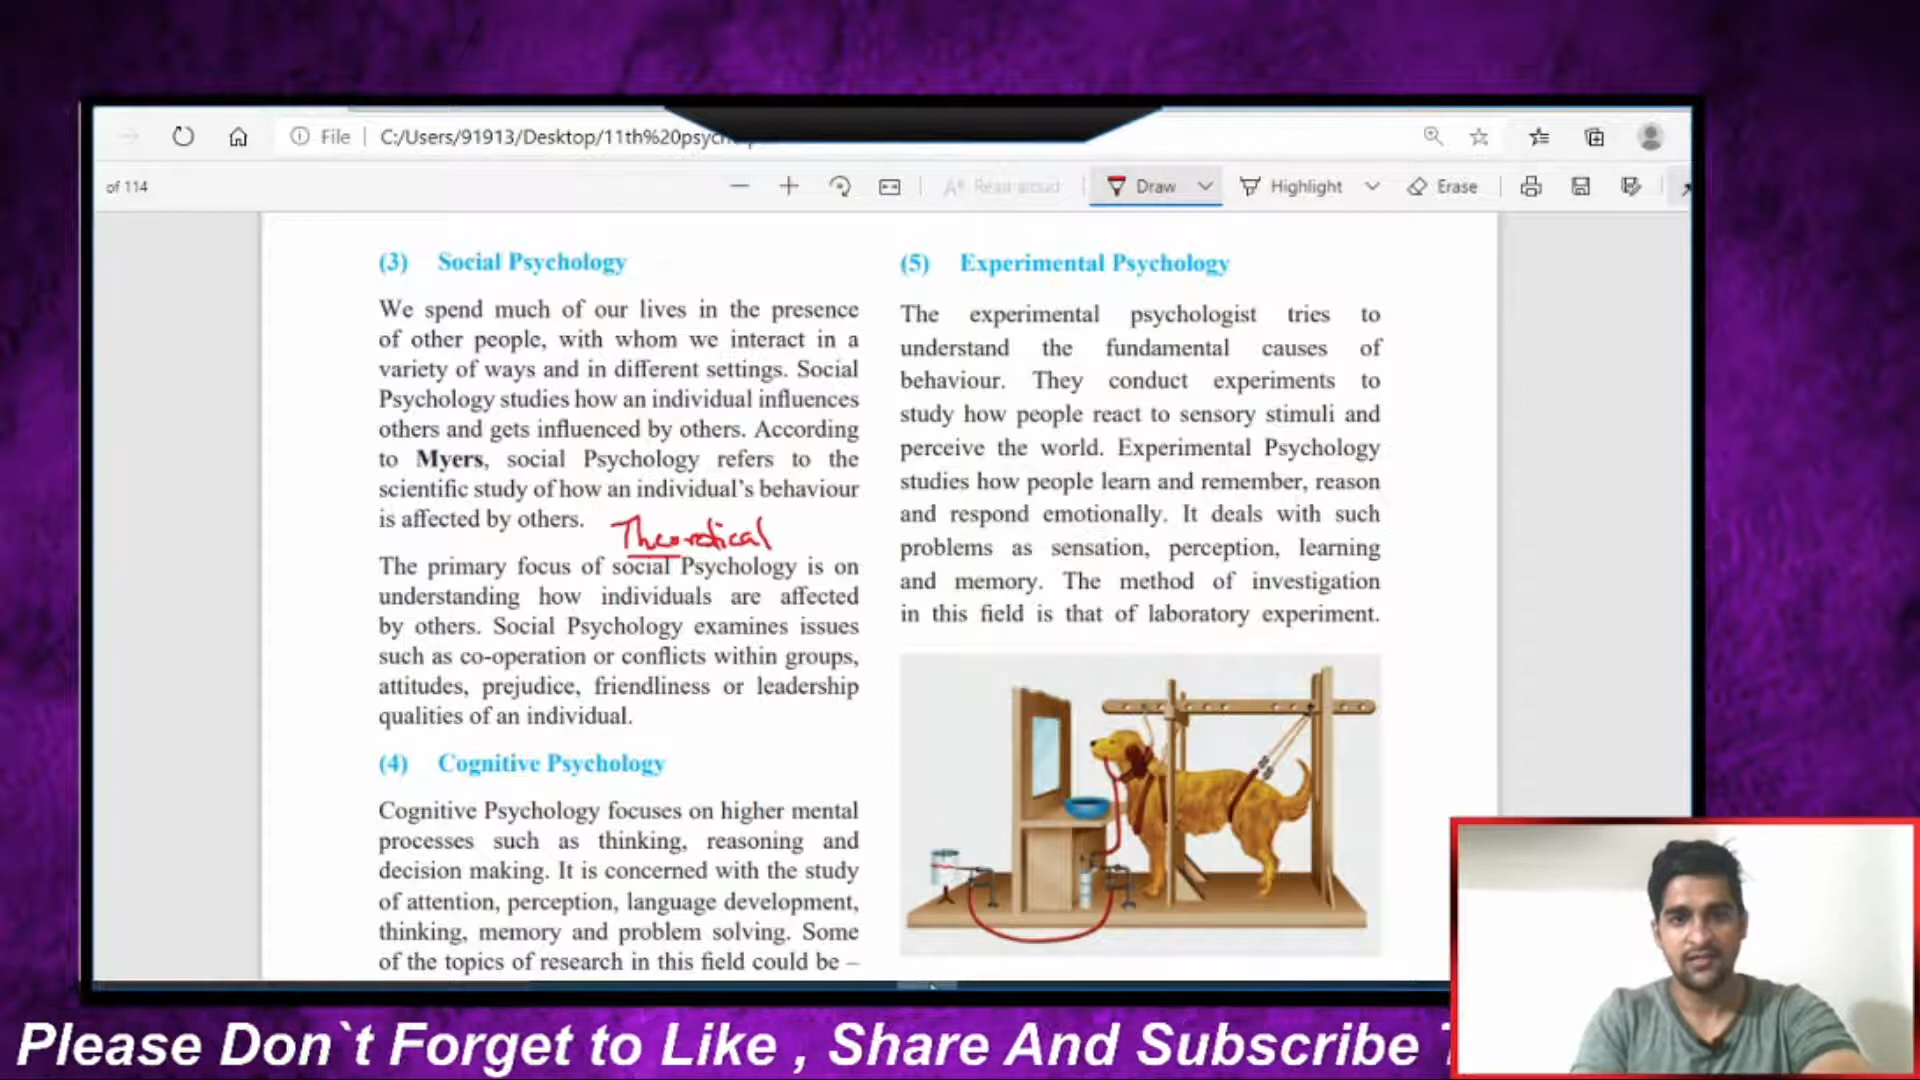 File
C:/Users/91913/Desktop/11th%20psych
of 114
Read aloud
Draw
Highlight
Erase
(3) Social Psychology
We spend much of our lives in the presence
of other people, with whom we interact in a
variety of ways and in different settings. Social
Psychology studies how an individual influences
others and gets influenced by others. According
to Myers, social Psychology refers to the
scientific study of how an individual's behaviour
is affected by others.
Theoretical
The primary focus of social Psychology is on
understanding how individuals are affected
by others. Social Psychology examines issues
such as co-operation or conflicts within groups,
attitudes, prejudice, friendliness or leadership
qualities of an individual.
(4) Cognitive Psychology
Cognitive Psychology focuses on higher mental
processes such as thinking, reasoning and
decision making. It is concerned with the study
of attention, perception, language development,
thinking, memory and problem solving. Some
of the topics of research in this field could be –
(5) Experimental Psychology
The experimental psychologist tries to
understand the fundamental causes of
behaviour. They conduct experiments to
study how people react to sensory stimuli and
perceive the world. Experimental Psychology
studies how people learn and remember, reason
and respond emotionally. It deals with such
problems as sensation, perception, learning
and memory. The method of investigation
in this field is that of laboratory experiment.
Please Don`t Forget to Like , Share And Subscribe